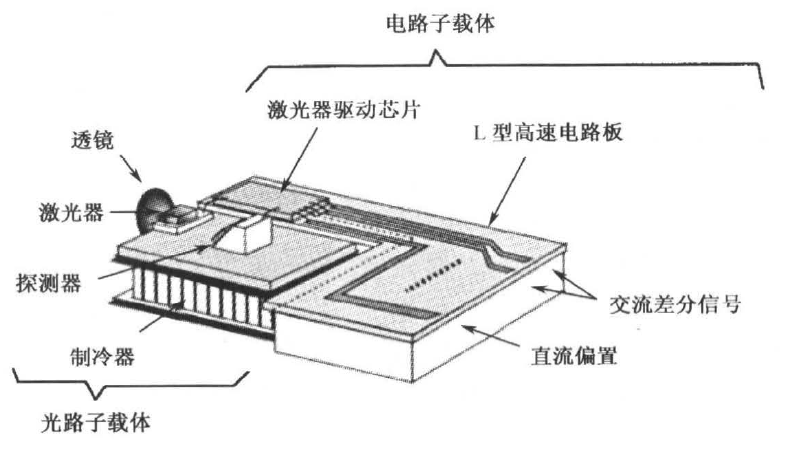 电路子载体
激光器驱动芯片
L 型高速电路板
透镜
激光器
探测器
交流差分信号
制冷器
直流偏置
光路子载体